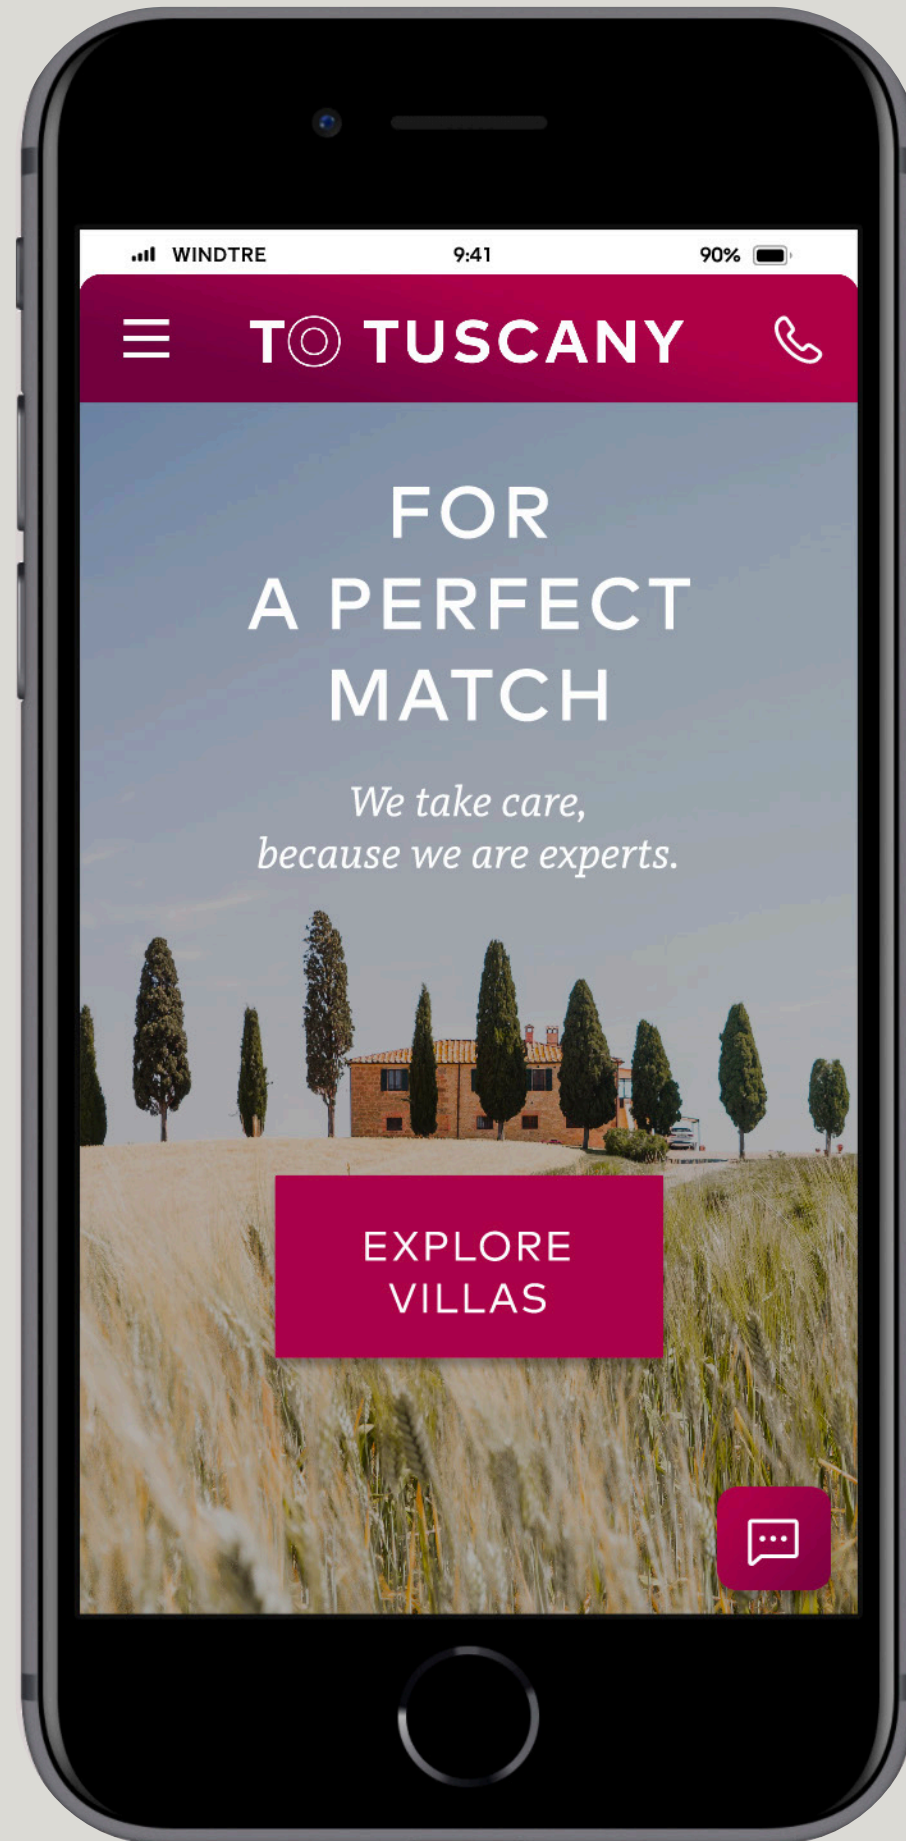 WINDTRE 9:41 90%
TO TUSCANY
FOR
A PERFECT
MATCH
We take care,
because we are experts.
EXPLORE
VILLAS